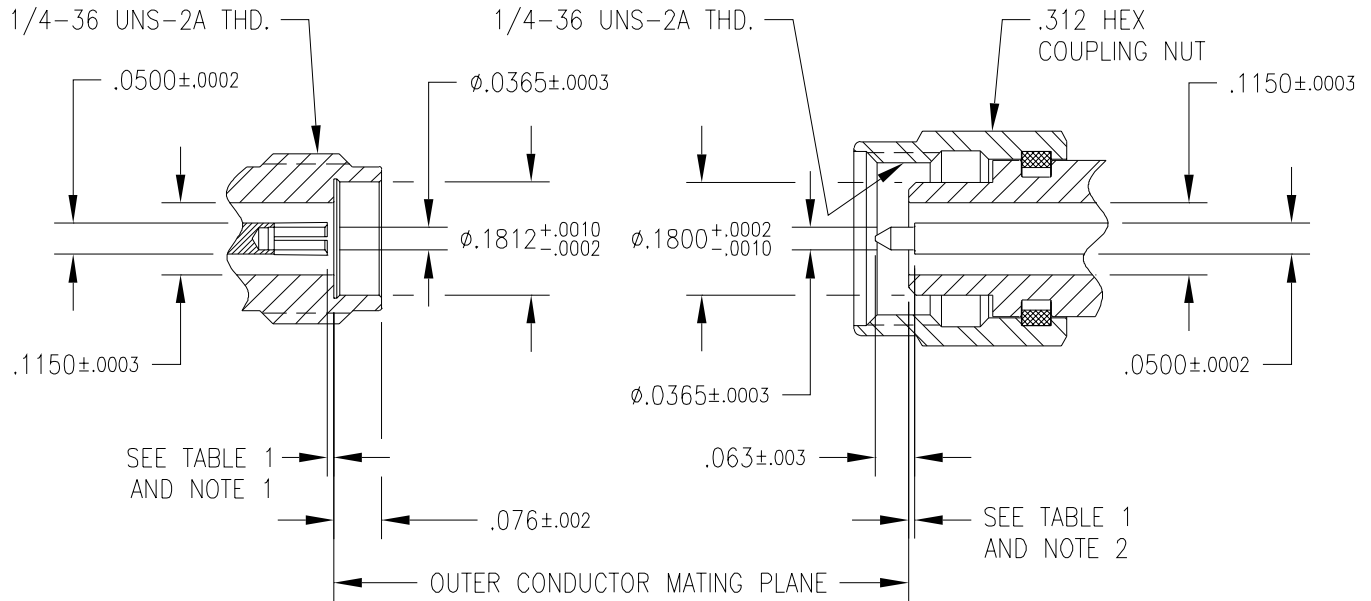 1/4-36 UNS-2A THD.
1/4-36 UNS-2A THD.
.312 HEX
COUPLING NUT
.0500±.0002
ø.0365±.0003
.1150±.0003
ø.1812 +.0010
-.0002
ø.1800 +.0002
-.0010
.1150±.0003
ø.0365±.0003
.0500±.0002
SEE TABLE 1
AND NOTE 1
.063±.003
.076±.002
SEE TABLE 1
AND NOTE 2
OUTER CONDUCTOR MATING PLANE